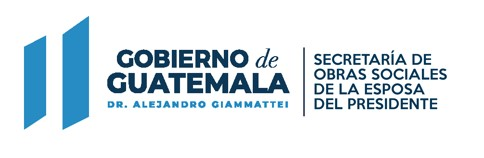 GOBIERNO de
GUATEMALA
DR. ALEJANDRO GIAMMATTEI
SECRETARÍA DE
OBRAS SOCIALES
DE LA ESPOSA
DEL PRESIDENTE